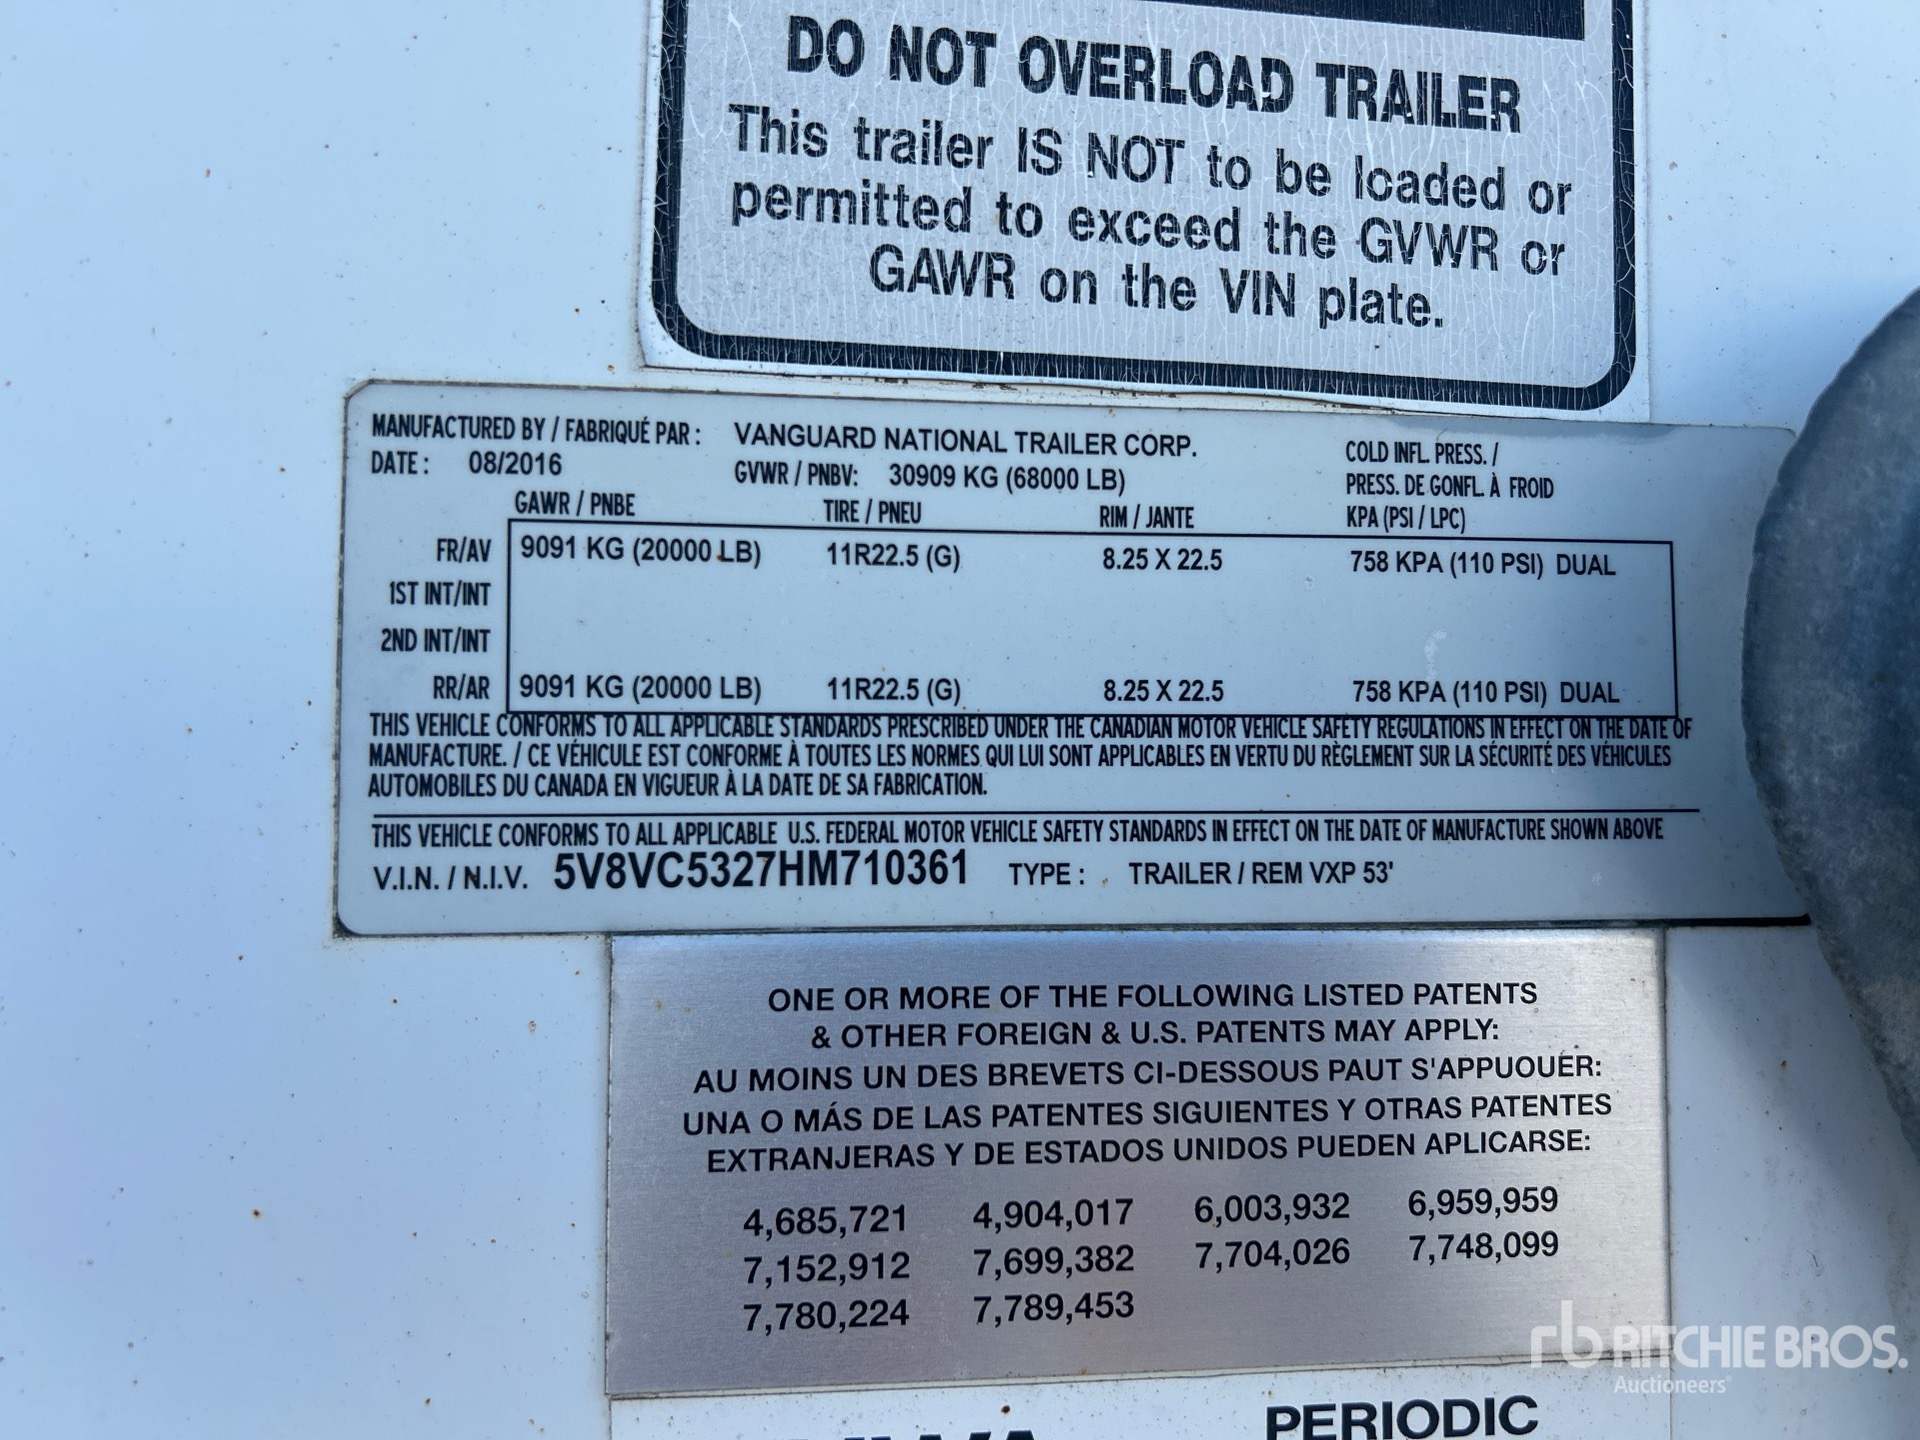 DO NOT OVERLOAD TRAILER
This trailer IS NOT to be loaded or
permitted to exceed the GVWR or
GAWR on the VIN plate.
MANUFACTURED BY / FABRIQUÉ PAR : VANGUARD NATIONAL TRAILER CORP.
DATE : 08/2016 GVWR / PNBV: 30909 KG (68000 LB)
COLD INFL. PRESS. /
PRESS. DE GONFL. À FROID
GAWR / PNBE TIRE / PNEU RIM / JANTE KPA (PSI / LPC)
FR/AV 9091 KG (20000 LB) 11R22.5 (G) 8.25 X 22.5 758 KPA (110 PSI) DUAL
1ST INT/INT
2ND INT/INT
RR/AR 9091 KG (20000 LB) 11R22.5 (G) 8.25 X 22.5 758 KPA (110 PSI) DUAL
THIS VEHICLE CONFORMS TO ALL APPLICABLE STANDARDS PRESCRIBED UNDER THE CANADIAN MOTOR VEHICLE SAFETY REGULATIONS IN EFFECT ON THE DATE OF
MANUFACTURE. / CE VÉHICULE EST CONFORME À TOUTES LES NORMES QUI LUI SONT APPLICABLES EN VERTU DU RÈGLEMENT SUR LA SÉCURITÉ DES VÉHICULES
AUTOMOBILES DU CANADA EN VIGUEUR À LA DATE DE SA FABRICATION.
THIS VEHICLE CONFORMS TO ALL APPLICABLE U.S. FEDERAL MOTOR VEHICLE SAFETY STANDARDS IN EFFECT ON THE DATE OF MANUFACTURE SHOWN ABOVE
V.I.N. / N.I.V. 5V8VC5327HM710361 TYPE : TRAILER / REM VXP 53'
ONE OR MORE OF THE FOLLOWING LISTED PATENTS
& OTHER FOREIGN & U.S. PATENTS MAY APPLY:
AU MOINS UN DES BREVETS CI-DESSOUS PAUT S'APPUOUER:
UNA O MÁS DE LAS PATENTES SIGUIENTES Y OTRAS PATENTES
EXTRANJERAS Y DE ESTADOS UNIDOS PUEDEN APLICARSE:
4,685,721 4,904,017 6,003,932 6,959,959
7,152,912 7,699,382 7,704,026 7,748,099
7,780,224 7,789,453
rb RITCHIE BROS.
Auctioneers
PERIODIC